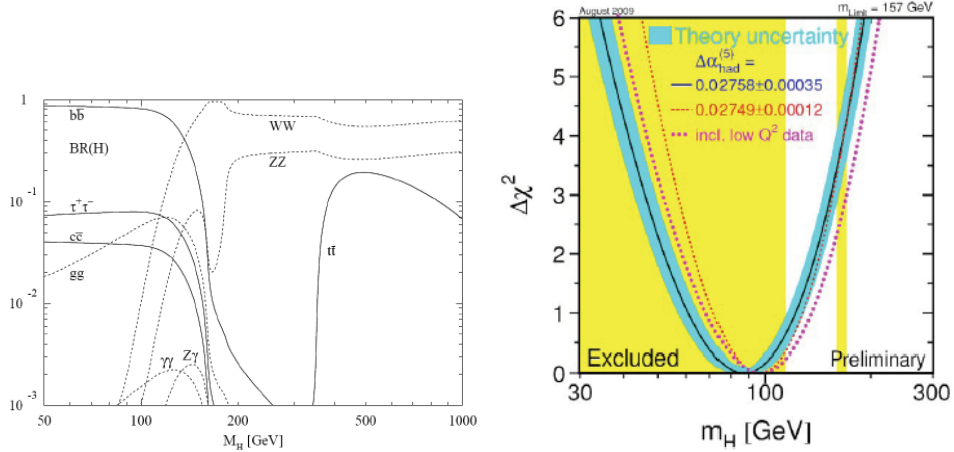 1
10⁻¹
10⁻²
10⁻³
bb̄
BR(H)
τ⁺τ⁻
cc̄
gg
γγ
Zγ
WW
ZZ
tt̄
50
100
200
500
1000
M_H [GeV]
August 2009
m_Limit = 157 GeV
6
5
4
3
2
1
0
Δχ²
Theory uncertainty
Δα_had^(5) =
0.02758±0.00035
0.02749±0.00012
incl. low Q² data
Excluded
Preliminary
30
100
300
m_H [GeV]